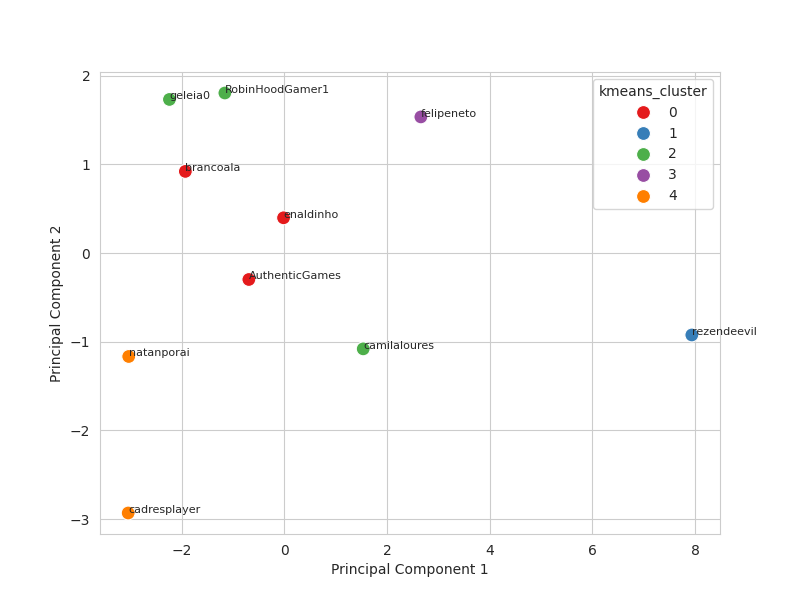 2
1
0
−1
−2
−3
Principal Component 2
geleia0
RobinHoodGamer1
felipeneto
brancoala
enaldinho
AuthenticGames
rezendeevil
camilaloures
natanporai
cadresplayer
kmeans_cluster
0
1
2
3
4
−2 0 2 4 6 8
Principal Component 1